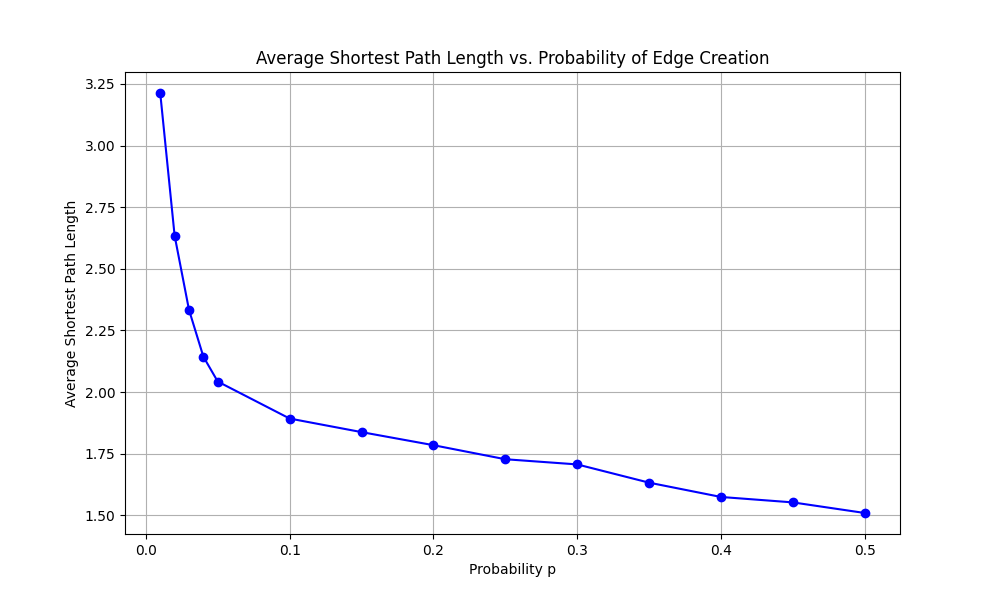 Average Shortest Path Length vs. Probability of Edge Creation
Average Shortest Path Length
3.25
3.00
2.75
2.50
2.25
2.00
1.75
1.50
0.0 0.1 0.2 0.3 0.4 0.5
Probability p